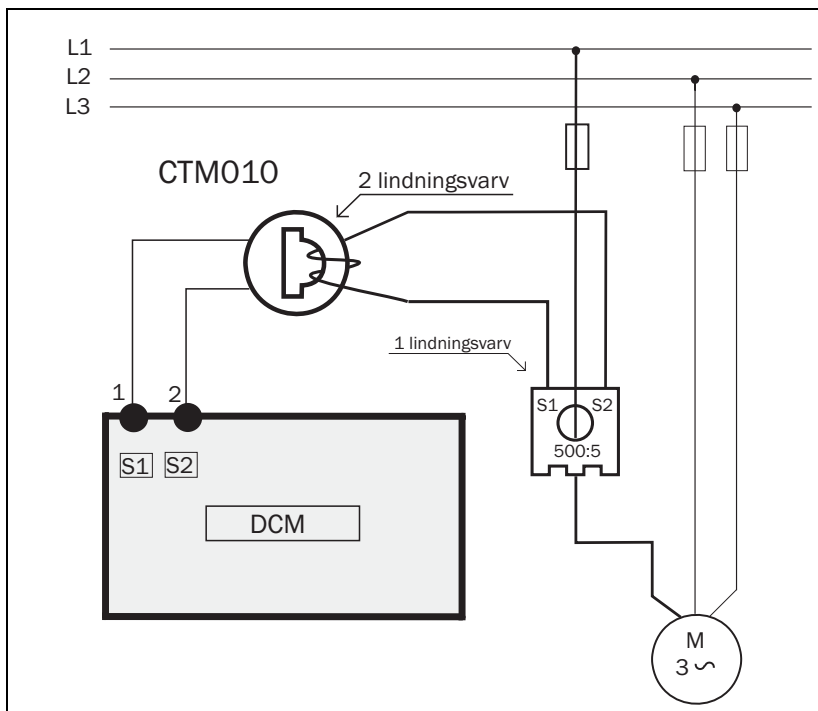 L1
L2
L3
CTM010
2 lindningsvarv
1 lindningsvarv
1 2
S1 S2
500:5
S1 S2
DCM
M
3 ~